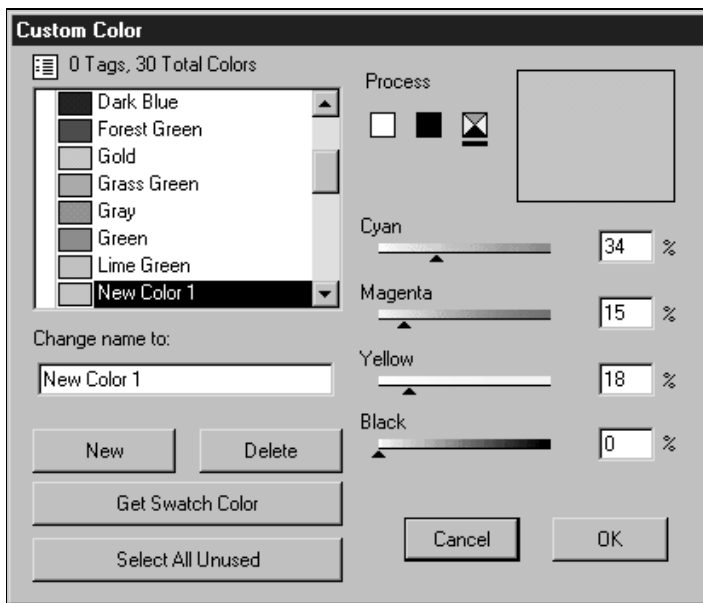 Custom Color
0 Tags, 30 Total Colors
Dark Blue
Forest Green
Gold
Grass Green
Gray
Green
Lime Green
New Color 1
Change name to:
New Color 1
New Delete
Get Swatch Color
Select All Unused
Process
Cyan 34 %
Magenta 15 %
Yellow 18 %
Black 0 %
Cancel OK